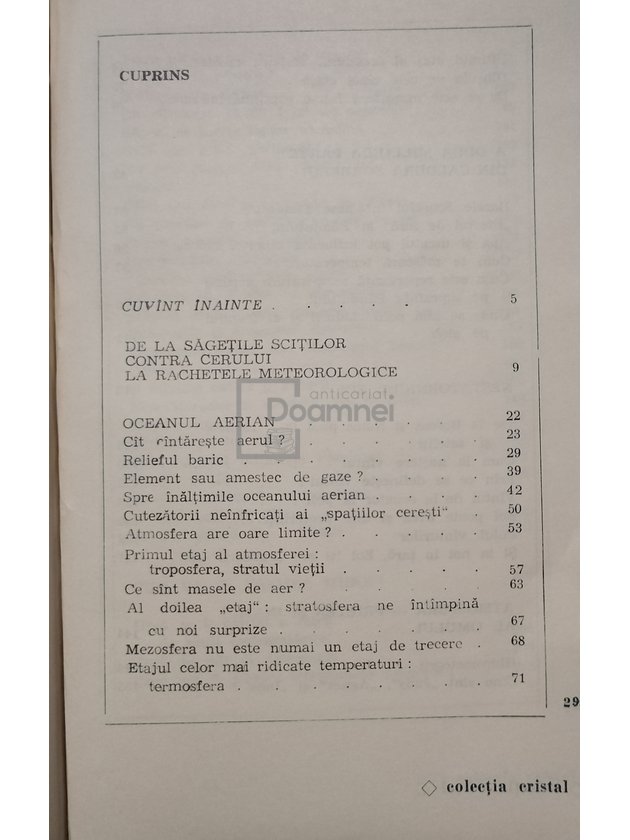 CUPRINS
CUVÎNT ÎNAINTE . . . . . 5
DE LA SĂGEȚILE SCIȚILOR
CONTRA CERULUI
LA RACHETELE METEOROLOGICE 9
anticariat
Doamnei
OCEANUL AERIAN . . . . . 22
Cît cîntărește aerul ? . . . . . . 23
Relieful baric . . . . . . . 29
Element sau amestec de gaze ? . . . . 39
Spre înălțimile oceanului aerian . . . . 42
Cutezătorii neînfricați ai „spațiilor cerești“ . 50
Atmosfera are oare limite ? . . . . . 53
Primul etaj al atmosferei :
troposfera, stratul vieții . . . . . 57
Ce sînt masele de aer ? . . . . . 63
Al doilea „etaj“ : stratosfera ne întîmpină
cu noi surprize . . . . . . . 67
Mezosfera nu este numai un etaj de trecere . 68
Etajul celor mai ridicate temperaturi :
termosfera . . . . . . . 71
29
◇ colecția cristal